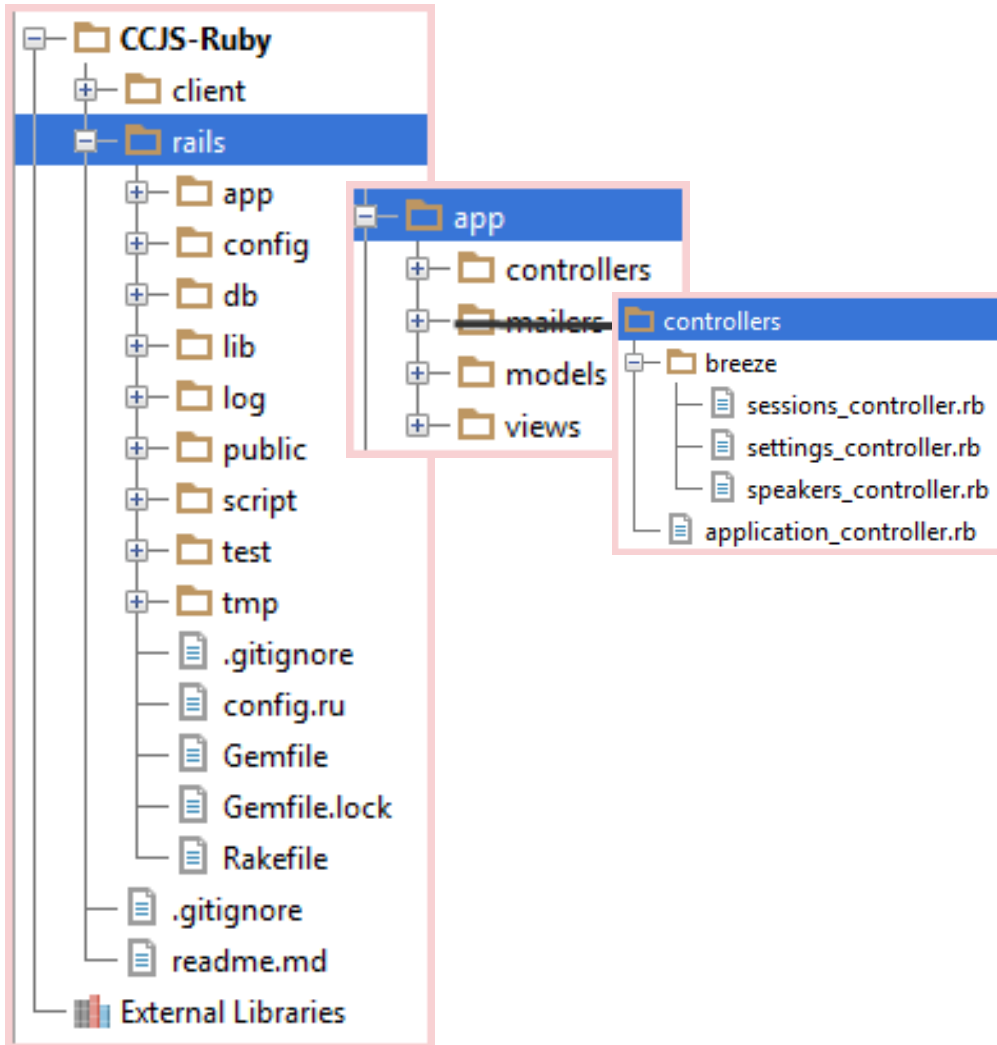 CCJS-Ruby
client
rails
app
config
db
lib
log
public
script
test
tmp
.gitignore
config.ru
Gemfile
Gemfile.lock
Rakefile
.gitignore
readme.md
External Libraries
app
controllers
mailers
models
views
controllers
breeze
sessions_controller.rb
settings_controller.rb
speakers_controller.rb
application_controller.rb